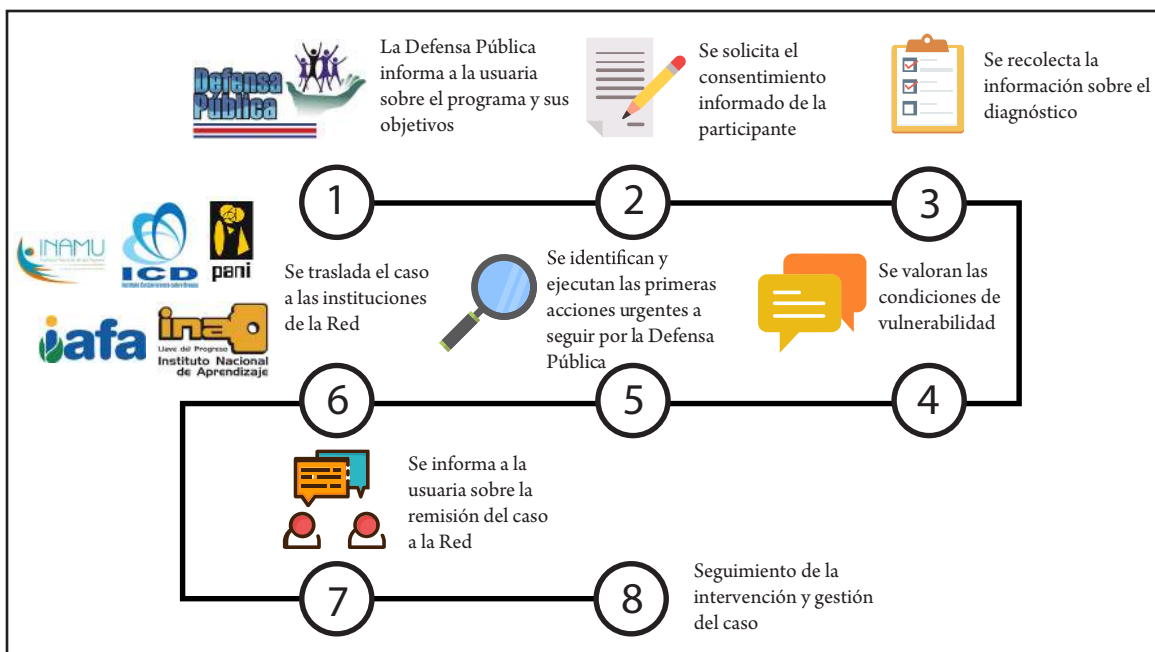 Defensa
Pública
La Defensa Pública
informa a la usuaria
sobre el programa y sus
objetivos
Se solicita el
consentimiento
informado de la
participante
Se recolecta la
información sobre el
diagnóstico
1
2
3
INAMU
ICD
pani
Se traslada el caso
a las instituciones
de la Red
Se identifican y
ejecutan las primeras
acciones urgentes a
seguir por la Defensa
Pública
Se valoran las
condiciones de
vulnerabilidad
iafa
ina
Llave del Progreso
Instituto Nacional
de Aprendizaje
6
5
4
Se informa a la
usuaria sobre la
remisión del caso
a la Red
7
8
Seguimiento de la
intervención y gestión
del caso